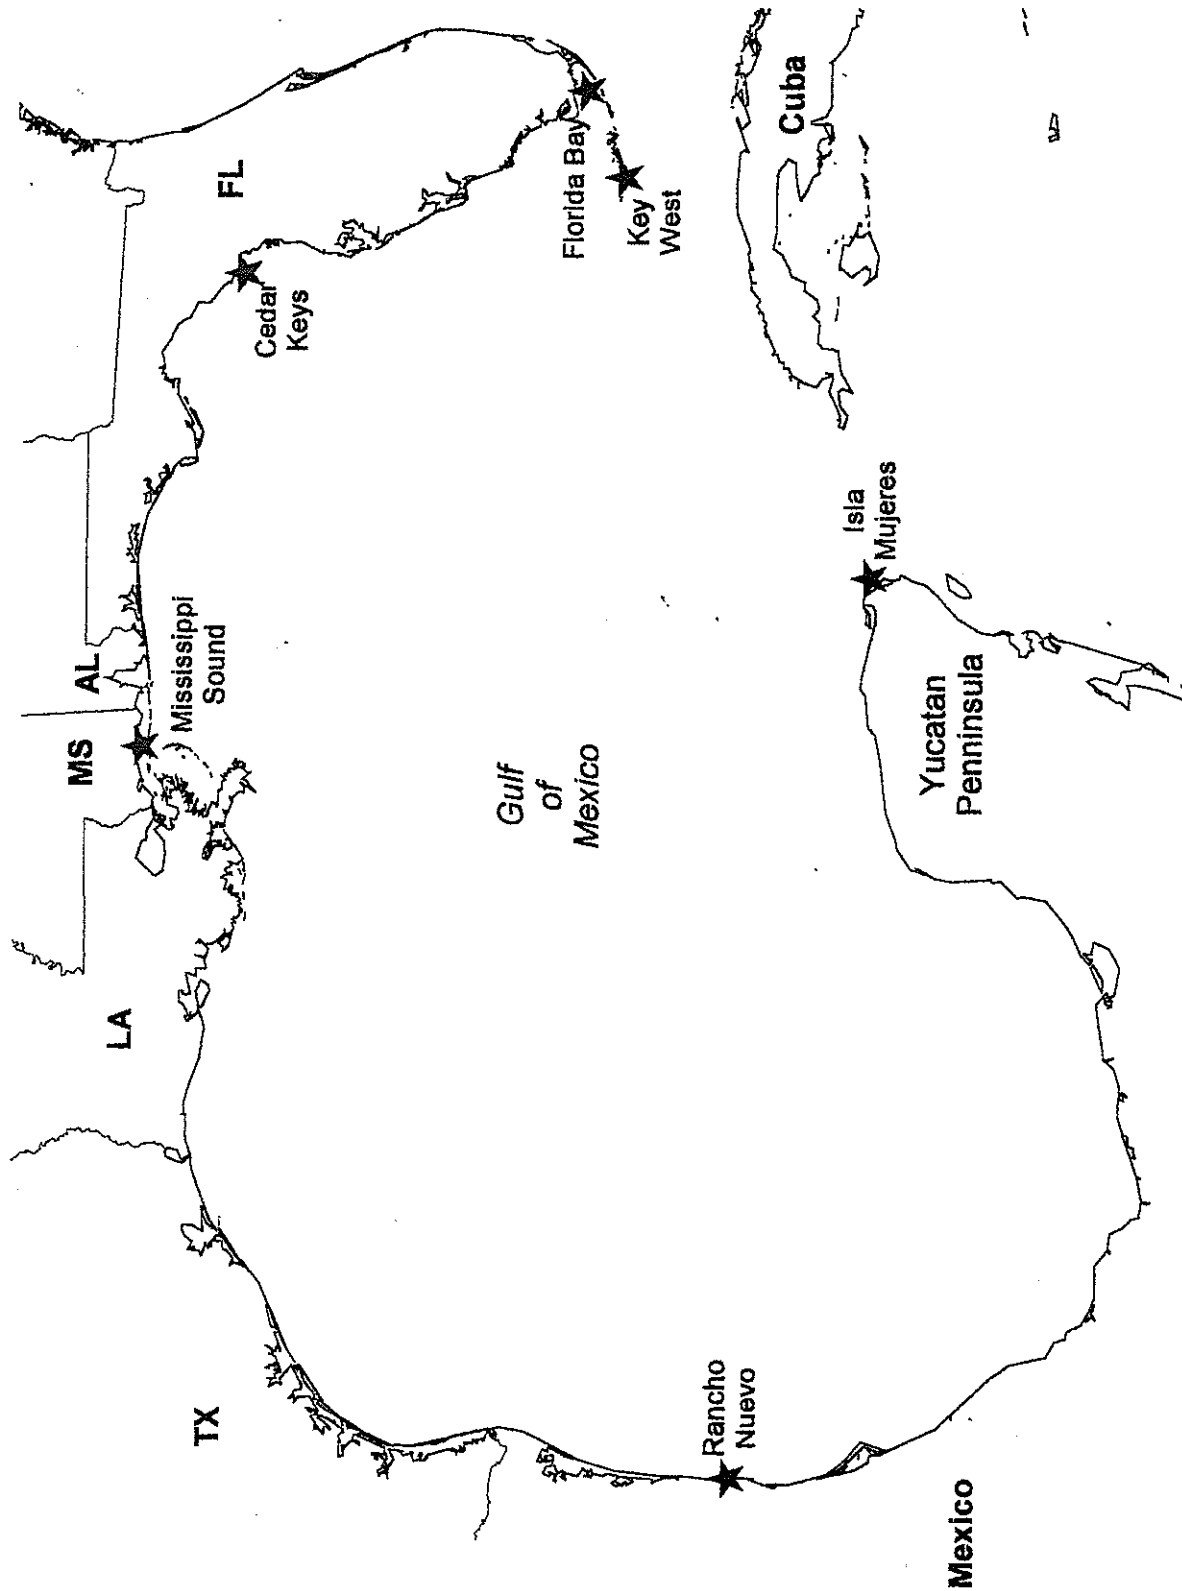 TX
LA
MS
AL
FL
Mississippi
Sound
Cedar
Keys
Florida Bay
Key
West
Gulf
of
Mexico
Rancho
Nuevo
Isla
Mujeres
Cuba
Yucatan
Penninsula
Mexico